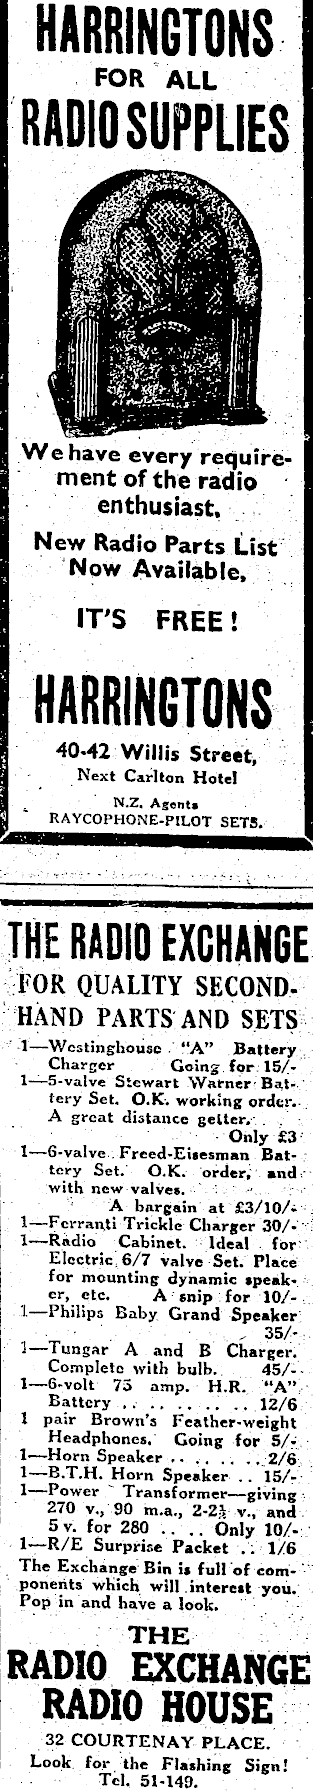 HARRINGTONS
FOR ALL
RADIO SUPPLIES
We have every require-
ment of the radio
enthusiast.
New Radio Parts List
Now Available,
IT'S FREE!
HARRINGTONS
40-42 Willis Street,
Next Carlton Hotel
N.Z. Agents
RAYCOPHONE-PILOT SETS.
THE RADIO EXCHANGE
FOR QUALITY SECOND-
HAND PARTS AND SETS
1—Westinghouse "A" Battery
Charger Going for 15/-
1—5-valve Stewart Warner Bat-
tery Set. O.K. working order.
A great distance getter.
Only £3
1—6-valve Freed-Eisesman Bat-
tery Set. O.K. order, and
with new valves.
A bargain at £3/10/-
1—Ferranti Trickle Charger 30/-
1—Radio Cabinet. Ideal for
Electric 6/7 valve Set. Place
for mounting dynamic speak-
er, etc. A snip for 10/-
1—Philips Baby Grand Speaker
35/-
1—Tungar A and B Charger.
Complete with bulb. 45/-
1—6-volt 75 amp. H.R. "A"
Battery .......... 12/6
1 pair Brown's Feather-weight
Headphones. Going for 5/-
1—Horn Speaker ....... 2/6
1—B.T.H. Horn Speaker .. 15/-
1—Power Transformer—giving
270 v., 90 m.a., 2-2½ v., and
5 v. for 280 .... Only 10/-
1—R/E Surprise Packet .. 1/6
The Exchange Bin is full of com-
ponents which will interest you.
Pop in and have a look.
THE
RADIO EXCHANGE
RADIO HOUSE
32 COURTENAY PLACE.
Look for the Flashing Sign!
Tel. 51-149.